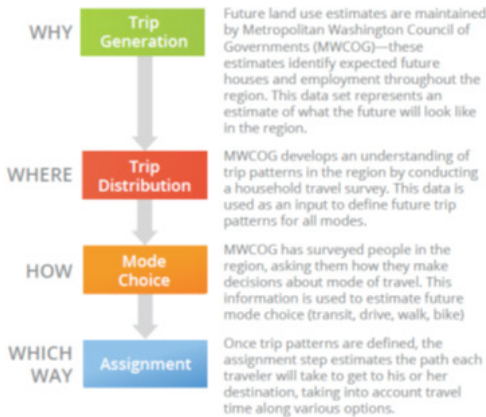 WHY
Trip
Generation
Future land use estimates are maintained
by Metropolitan Washington Council of
Governments (MWCOG)—these
estimates identify expected future
houses and employment throughout the
region. This data set represents an
estimate of what the future will look like
in the region.
WHERE
Trip
Distribution
MWCOG develops an understanding of
trip patterns in the region by conducting
a household travel survey. This data is
used as an input to define future trip
patterns for all modes.
HOW
Mode
Choice
MWCOG has surveyed people in the
region, asking them how they make
decisions about mode of travel. This
information is used to estimate future
mode choice (transit, drive, walk, bike)
WHICH
WAY
Assignment
Once trip patterns are defined, the
assignment step estimates the path each
traveler will take to get to his or her
destination, taking into account travel
time along various options.